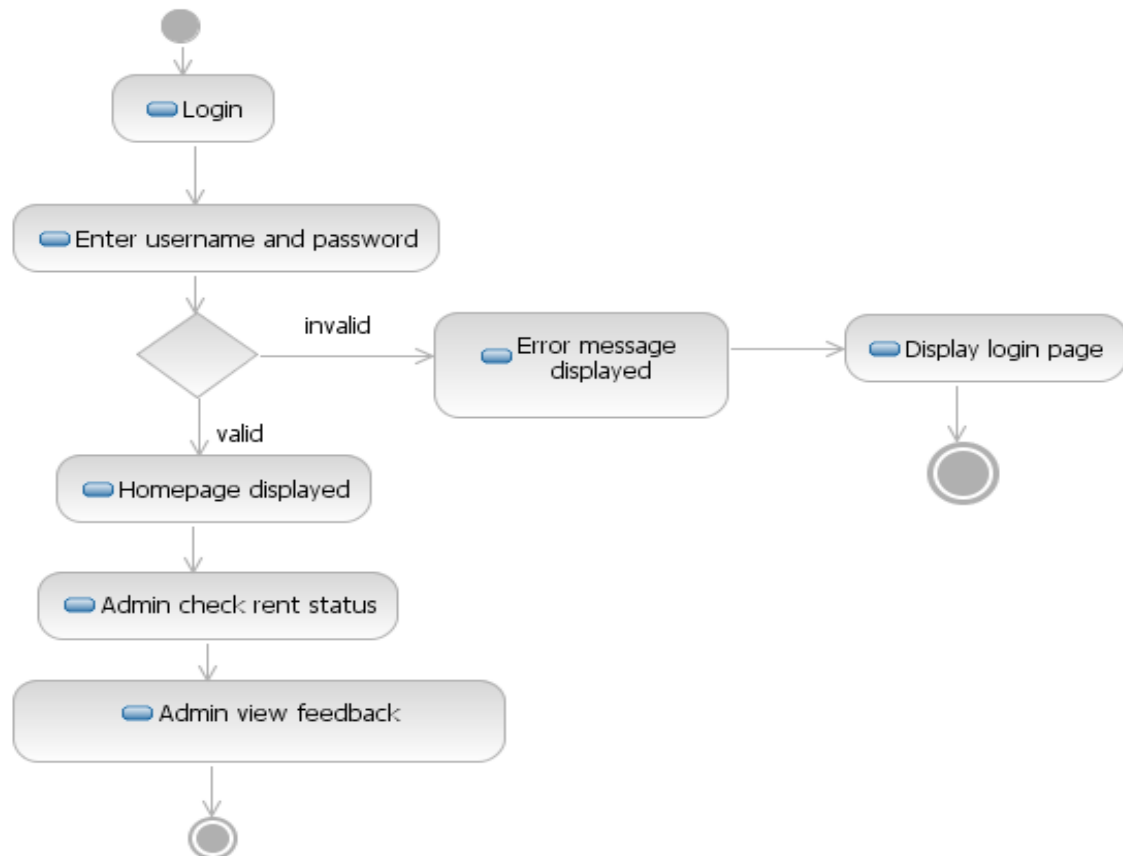 Login
Enter username and password
invalid
Error message
displayed
Display login page
valid
Homepage displayed
Admin check rent status
Admin view feedback